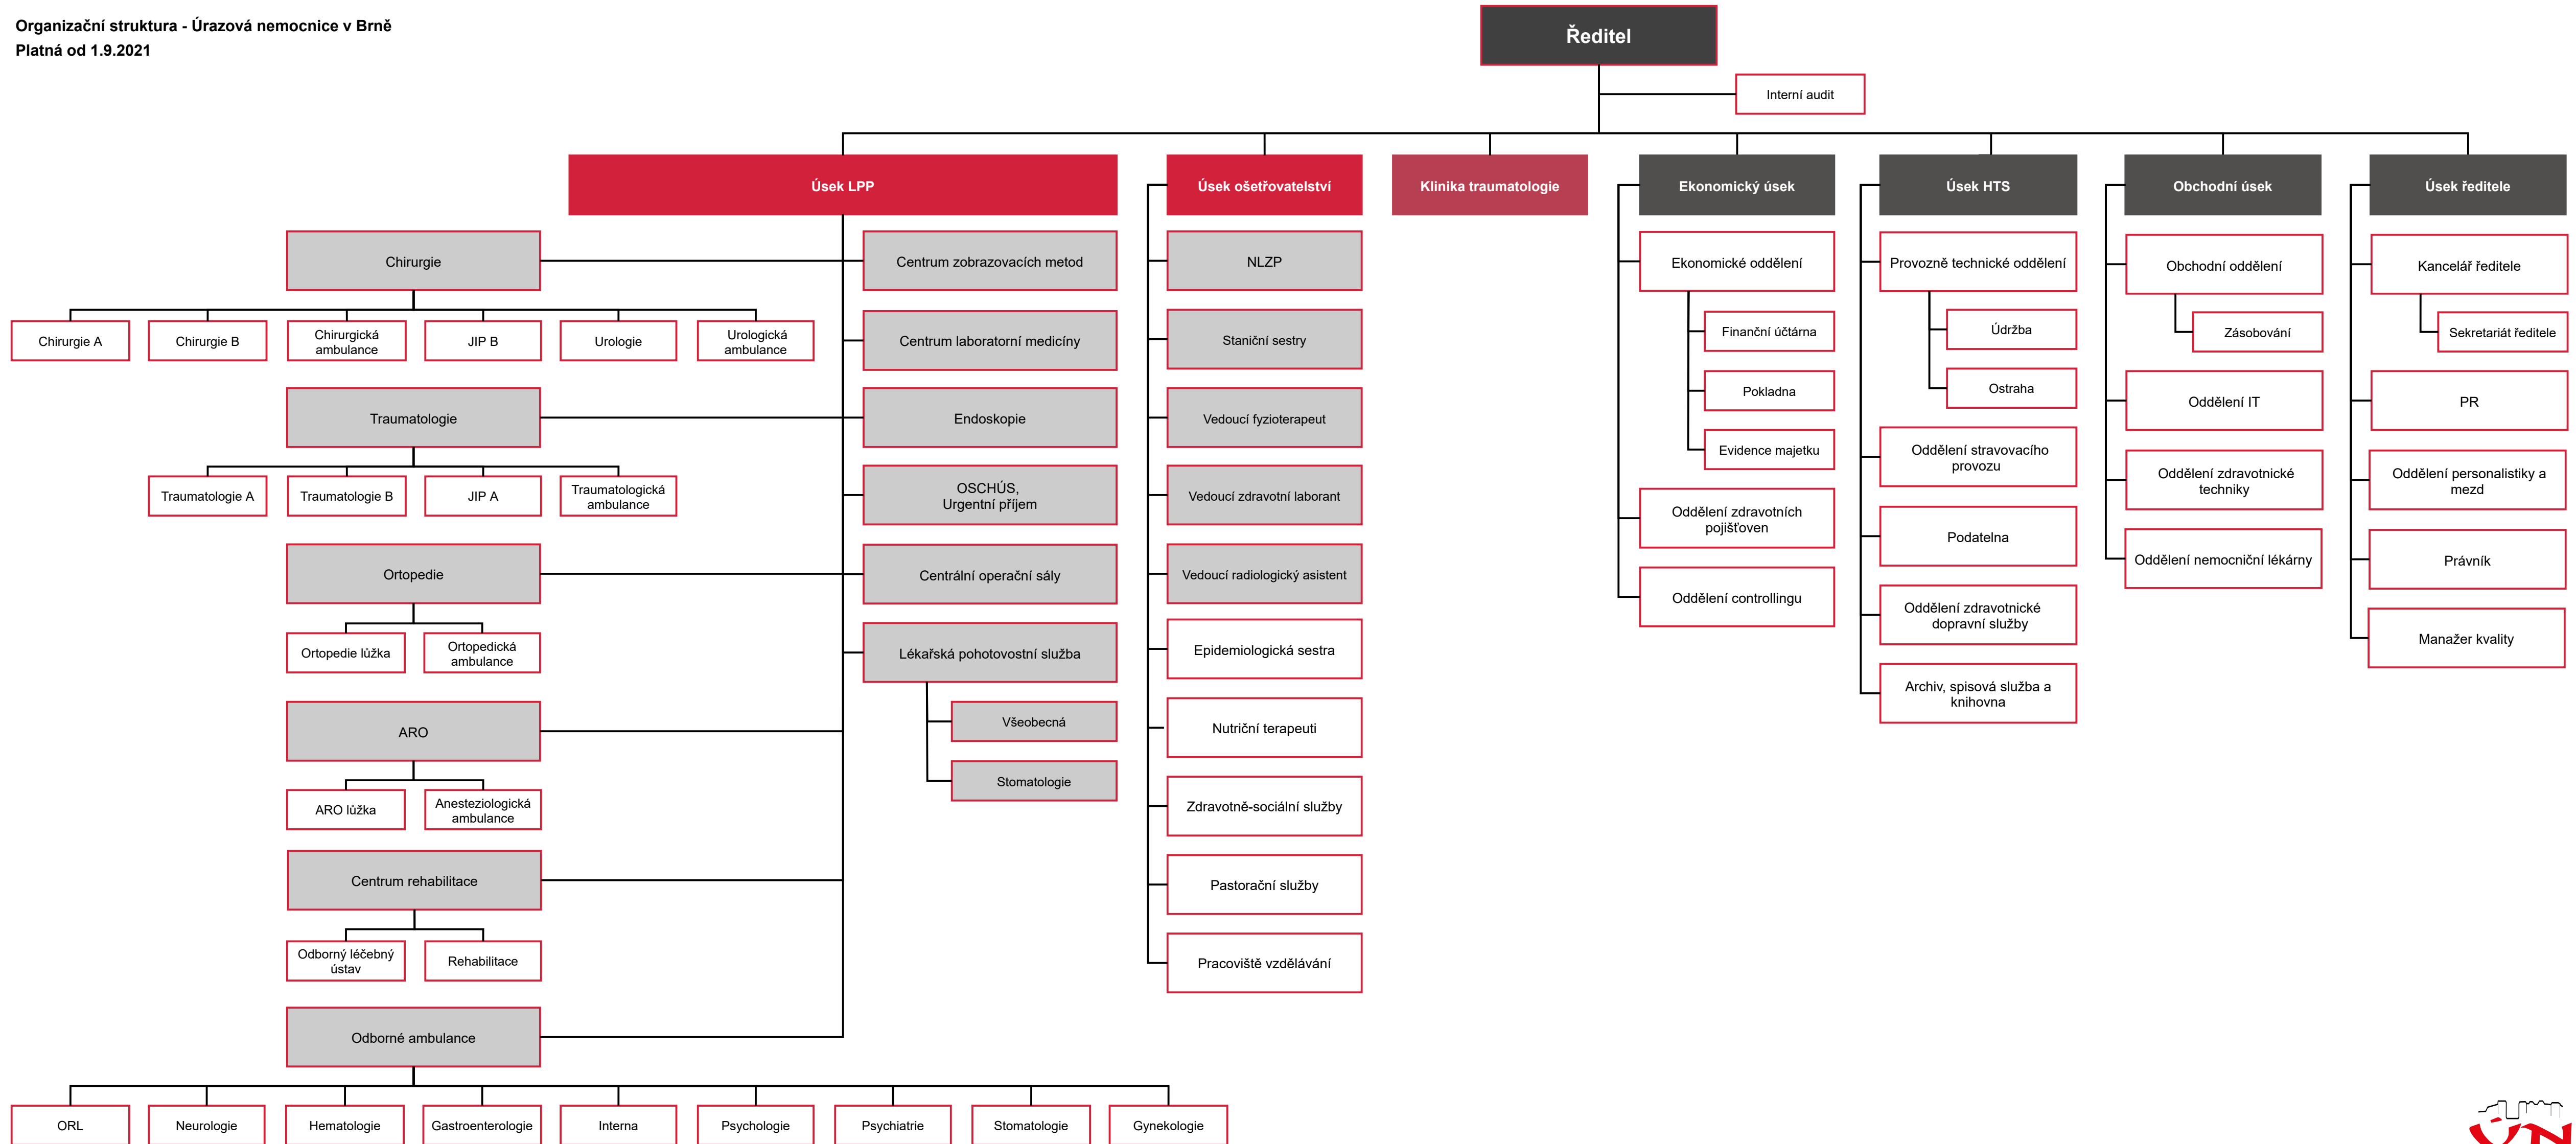 Organizační struktura - Úrazová nemocnice v Brně
Platná od 1.9.2021
Ředitel
Interní audit
Úsek LPP
Úsek ošetřovatelství
Klinika traumatologie
Ekonomický úsek
Úsek HTS
Obchodní úsek
Úsek ředitele
Chirurgie
Chirurgie A
Chirurgie B
Chirurgická
ambulance
JIP B
Urologie
Urologická
ambulance
Traumatologie
Traumatologie A
Traumatologie B
JIP A
Traumatologická
ambulance
Ortopedie
Ortopedie lůžka
Ortopedická
ambulance
ARO
ARO lůžka
Anesteziologická
ambulance
Centrum rehabilitace
Odborný léčebný
ústav
Rehabilitace
Odborné ambulance
ORL
Neurologie
Hematologie
Gastroenterologie
Interna
Psychologie
Psychiatrie
Stomatologie
Gynekologie
Centrum zobrazovacích metod
Centrum laboratorní medicíny
Endoskopie
OSCHÚS,
Urgentní příjem
Centrální operační sály
Lékařská pohotovostní služba
Všeobecná
Stomatologie
NLZP
Staniční sestry
Vedoucí fyzioterapeut
Vedoucí zdravotní laborant
Vedoucí radiologický asistent
Epidemiologická sestra
Nutriční terapeuti
Zdravotně-sociální služby
Pastorační služby
Pracoviště vzdělávání
Ekonomické oddělení
Finanční účtárna
Pokladna
Evidence majetku
Oddělení zdravotních
pojišťoven
Oddělení controllingu
Provozně technické oddělení
Údržba
Ostraha
Oddělení stravovacího
provozu
Podatelna
Oddělení zdravotnické
dopravní služby
Archiv, spisová služba a
knihovna
Obchodní oddělení
Zásobování
Oddělení IT
Oddělení zdravotnické
techniky
Oddělení nemocniční lékárny
Kancelář ředitele
Sekretariát ředitele
PR
Oddělení personalistiky a
mezd
Právník
Manažer kvality